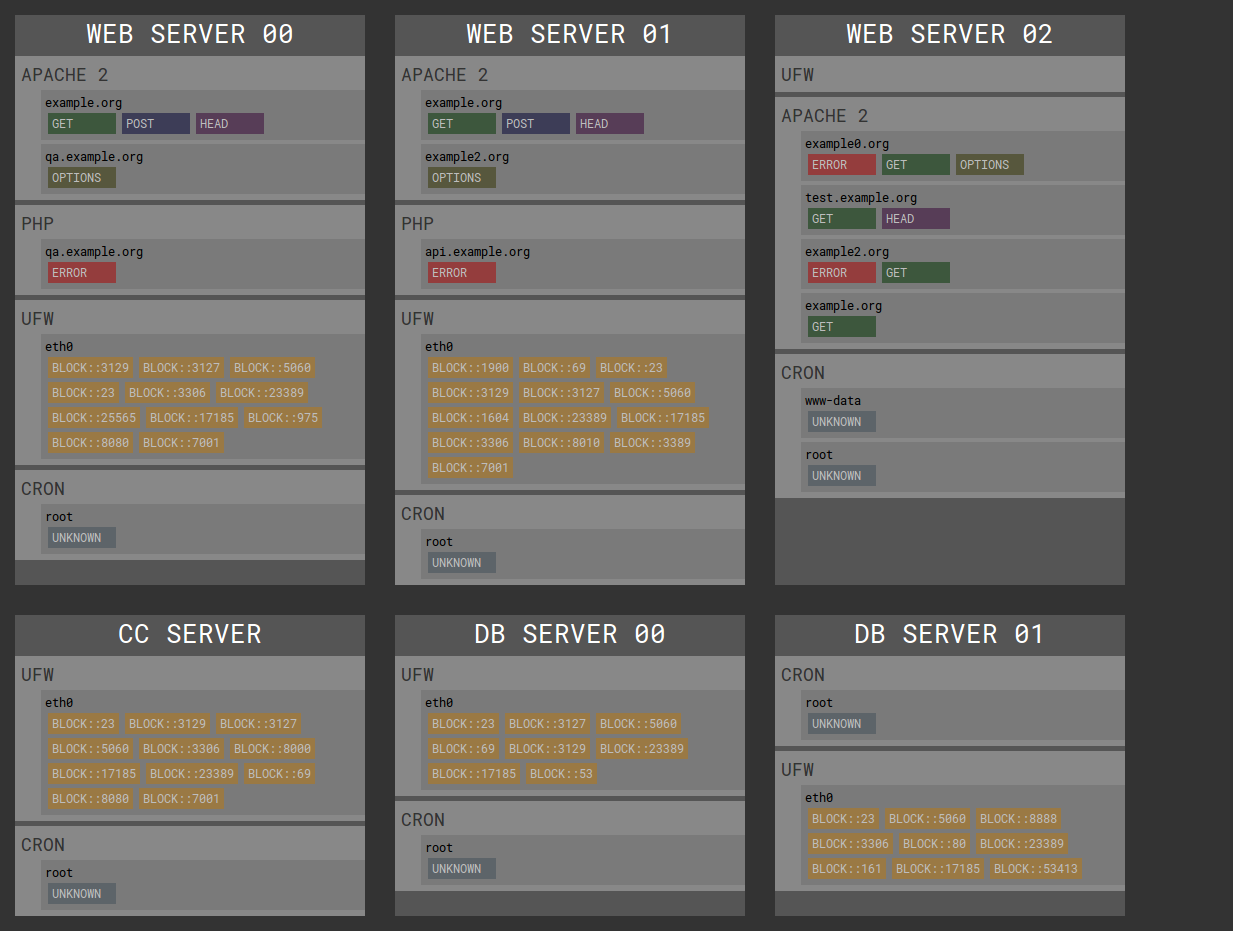 WEB SERVER 00
APACHE 2
example.org
GET POST HEAD
qa.example.org
OPTIONS
PHP
qa.example.org
ERROR
UFW
eth0
BLOCK::3129 BLOCK::3127 BLOCK::5060
BLOCK::23 BLOCK::3306 BLOCK::23389
BLOCK::25565 BLOCK::17185 BLOCK::975
BLOCK::8080 BLOCK::7001
CRON
root
UNKNOWN
WEB SERVER 01
APACHE 2
example.org
GET POST HEAD
example2.org
OPTIONS
PHP
api.example.org
ERROR
UFW
eth0
BLOCK::1900 BLOCK::69 BLOCK::23
BLOCK::3129 BLOCK::3127 BLOCK::5060
BLOCK::1604 BLOCK::23389 BLOCK::17185
BLOCK::3306 BLOCK::8010 BLOCK::3389
BLOCK::7001
CRON
root
UNKNOWN
WEB SERVER 02
UFW
APACHE 2
example0.org
ERROR GET OPTIONS
test.example.org
GET HEAD
example2.org
ERROR GET
example.org
GET
CRON
www-data
UNKNOWN
root
UNKNOWN
CC SERVER
UFW
eth0
BLOCK::23 BLOCK::3129 BLOCK::3127
BLOCK::5060 BLOCK::3306 BLOCK::8000
BLOCK::17185 BLOCK::23389 BLOCK::69
BLOCK::8080 BLOCK::7001
CRON
root
UNKNOWN
DB SERVER 00
UFW
eth0
BLOCK::23 BLOCK::3127 BLOCK::5060
BLOCK::69 BLOCK::3129 BLOCK::23389
BLOCK::17185 BLOCK::53
CRON
root
UNKNOWN
DB SERVER 01
CRON
root
UNKNOWN
UFW
eth0
BLOCK::23 BLOCK::5060 BLOCK::8888
BLOCK::3306 BLOCK::80 BLOCK::23389
BLOCK::161 BLOCK::17185 BLOCK::53413